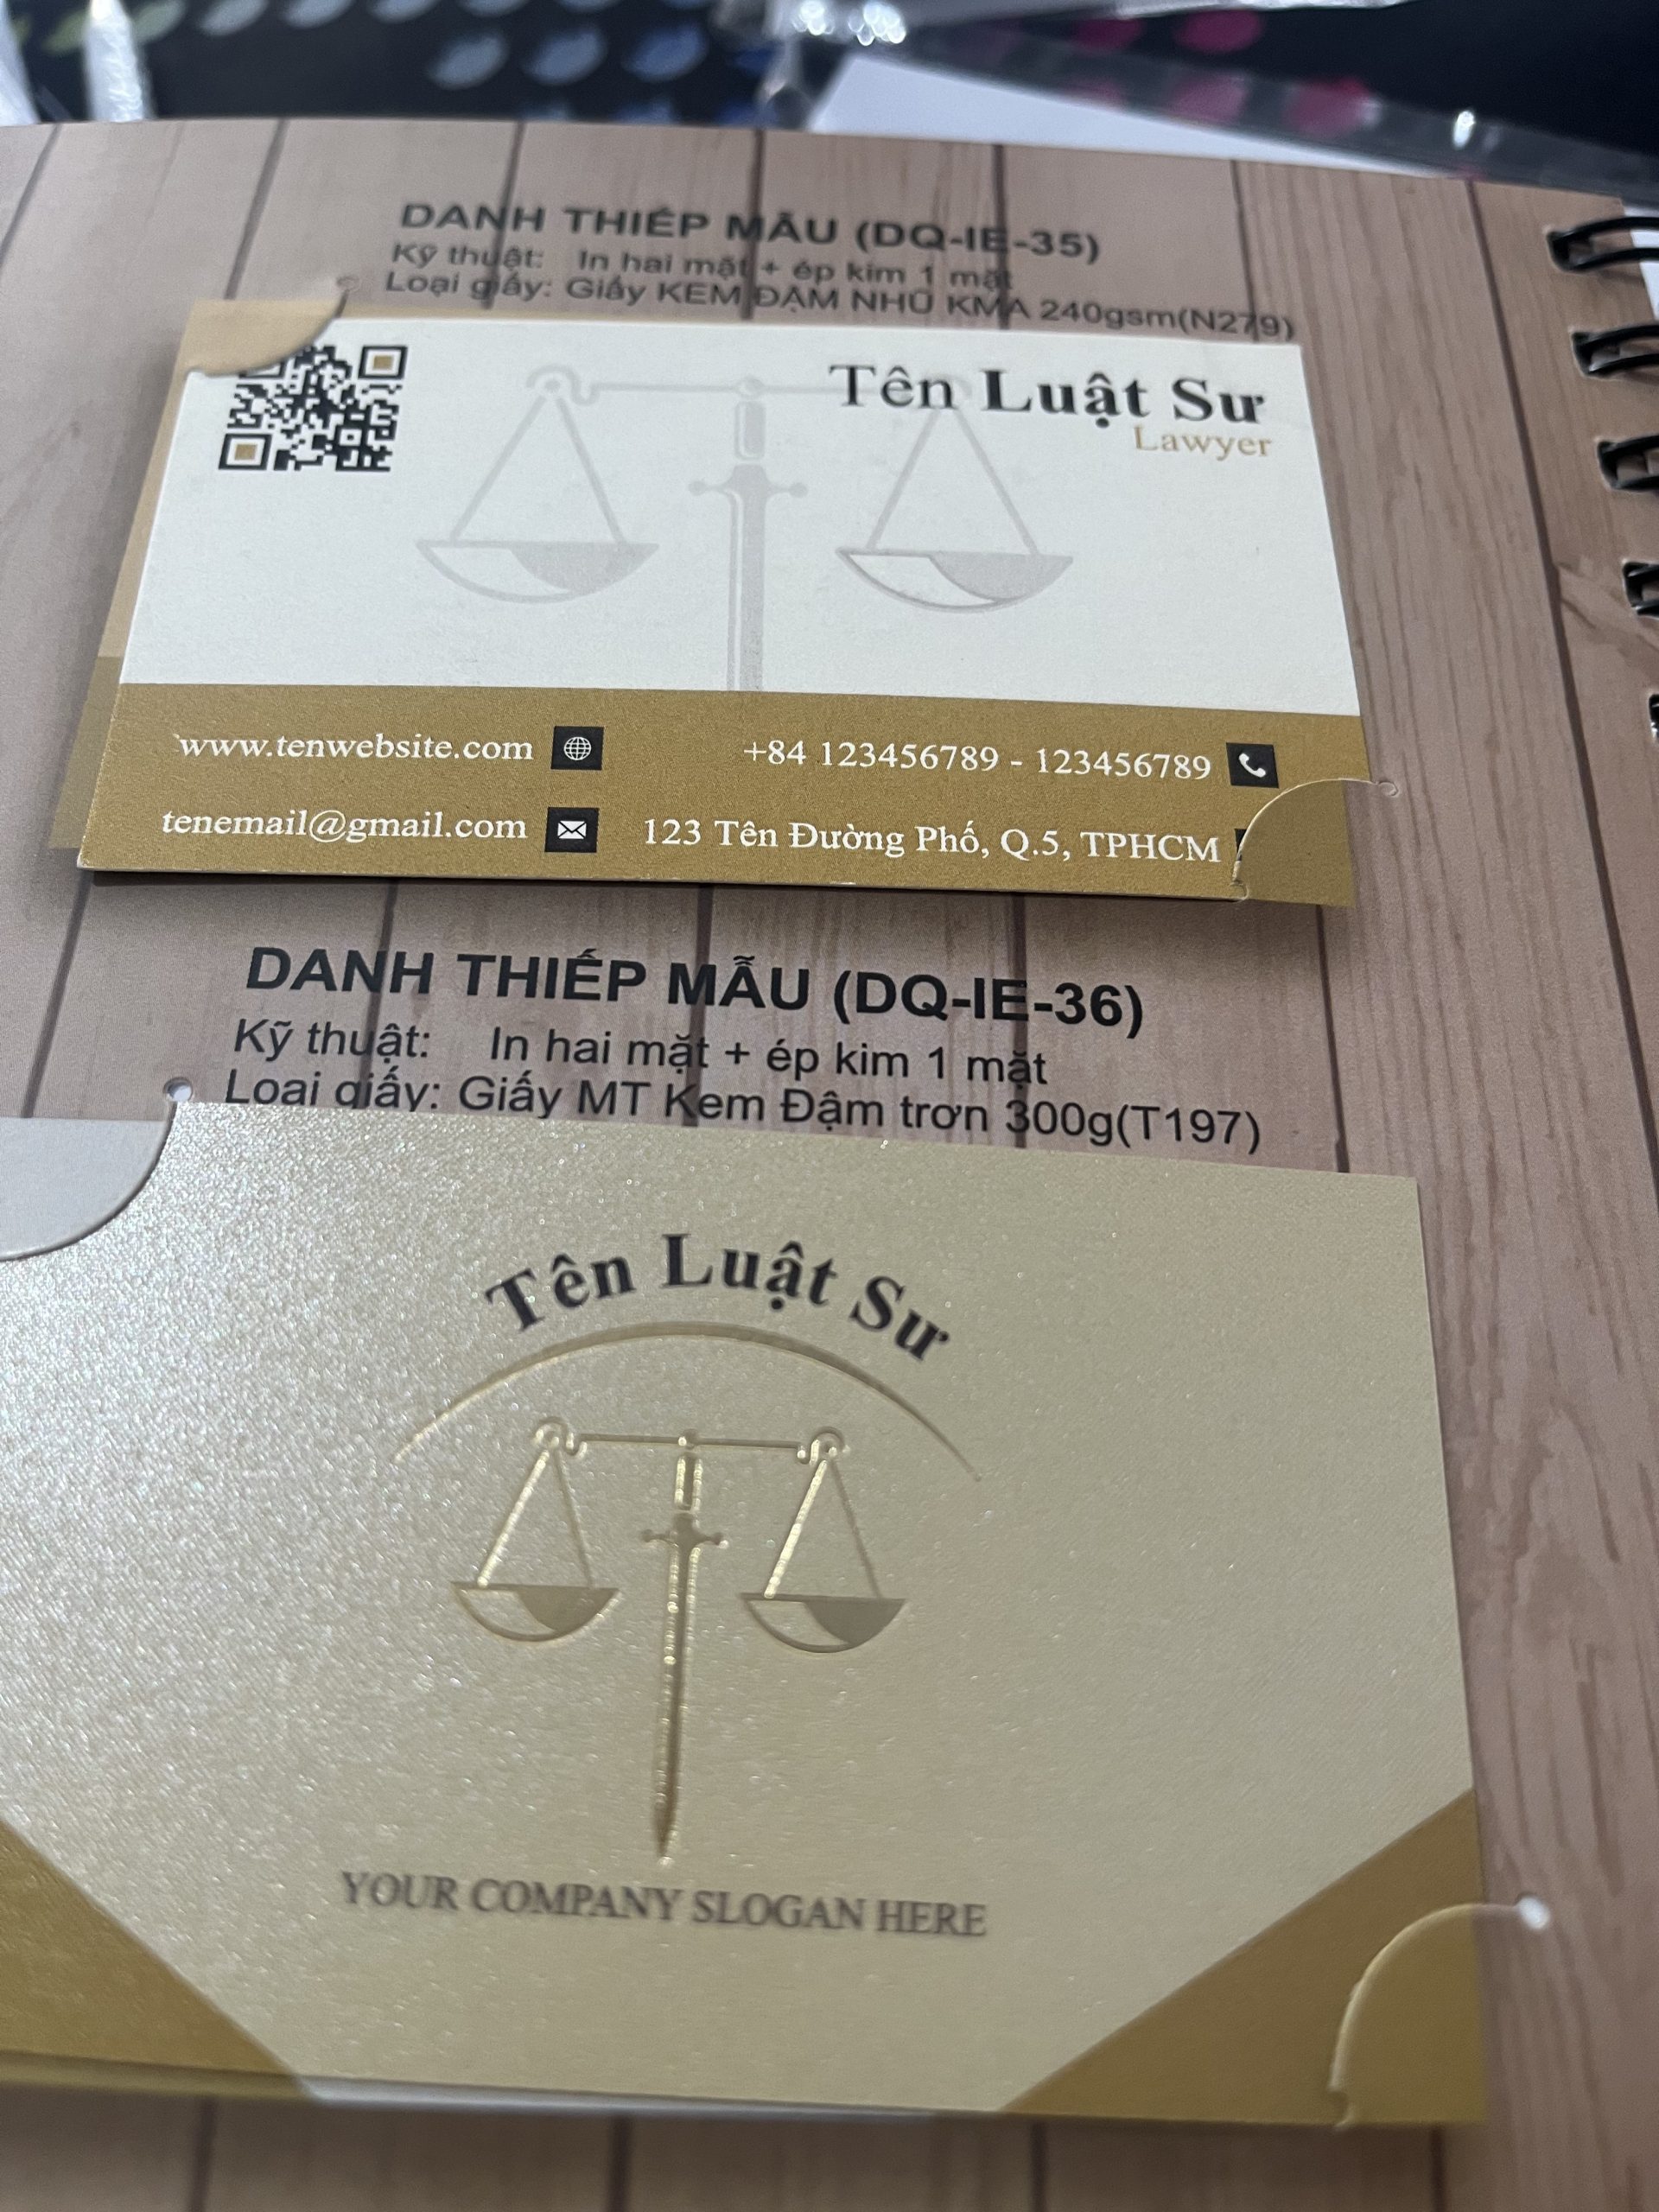 DANH THIẾP MẪU (DQ-IE-35)
Kỹ thuật: In hai mặt + ép kim 1 mặt
Loại giấy: Giấy KEM ĐẬM NHŨ KMA 240gsm(N279)
Tên Luật Sư
Lawyer
www.tenwebsite.com
+84 123456789 - 123456789
tenemail@gmail.com
123 Tên Đường Phố, Q.5, TPHCM
DANH THIẾP MẪU (DQ-IE-36)
Kỹ thuật: In hai mặt + ép kim 1 mặt
Loại giấy: Giấy MT Kem Đậm trơn 300g(T197)
Tên Luật Sư
YOUR COMPANY SLOGAN HERE